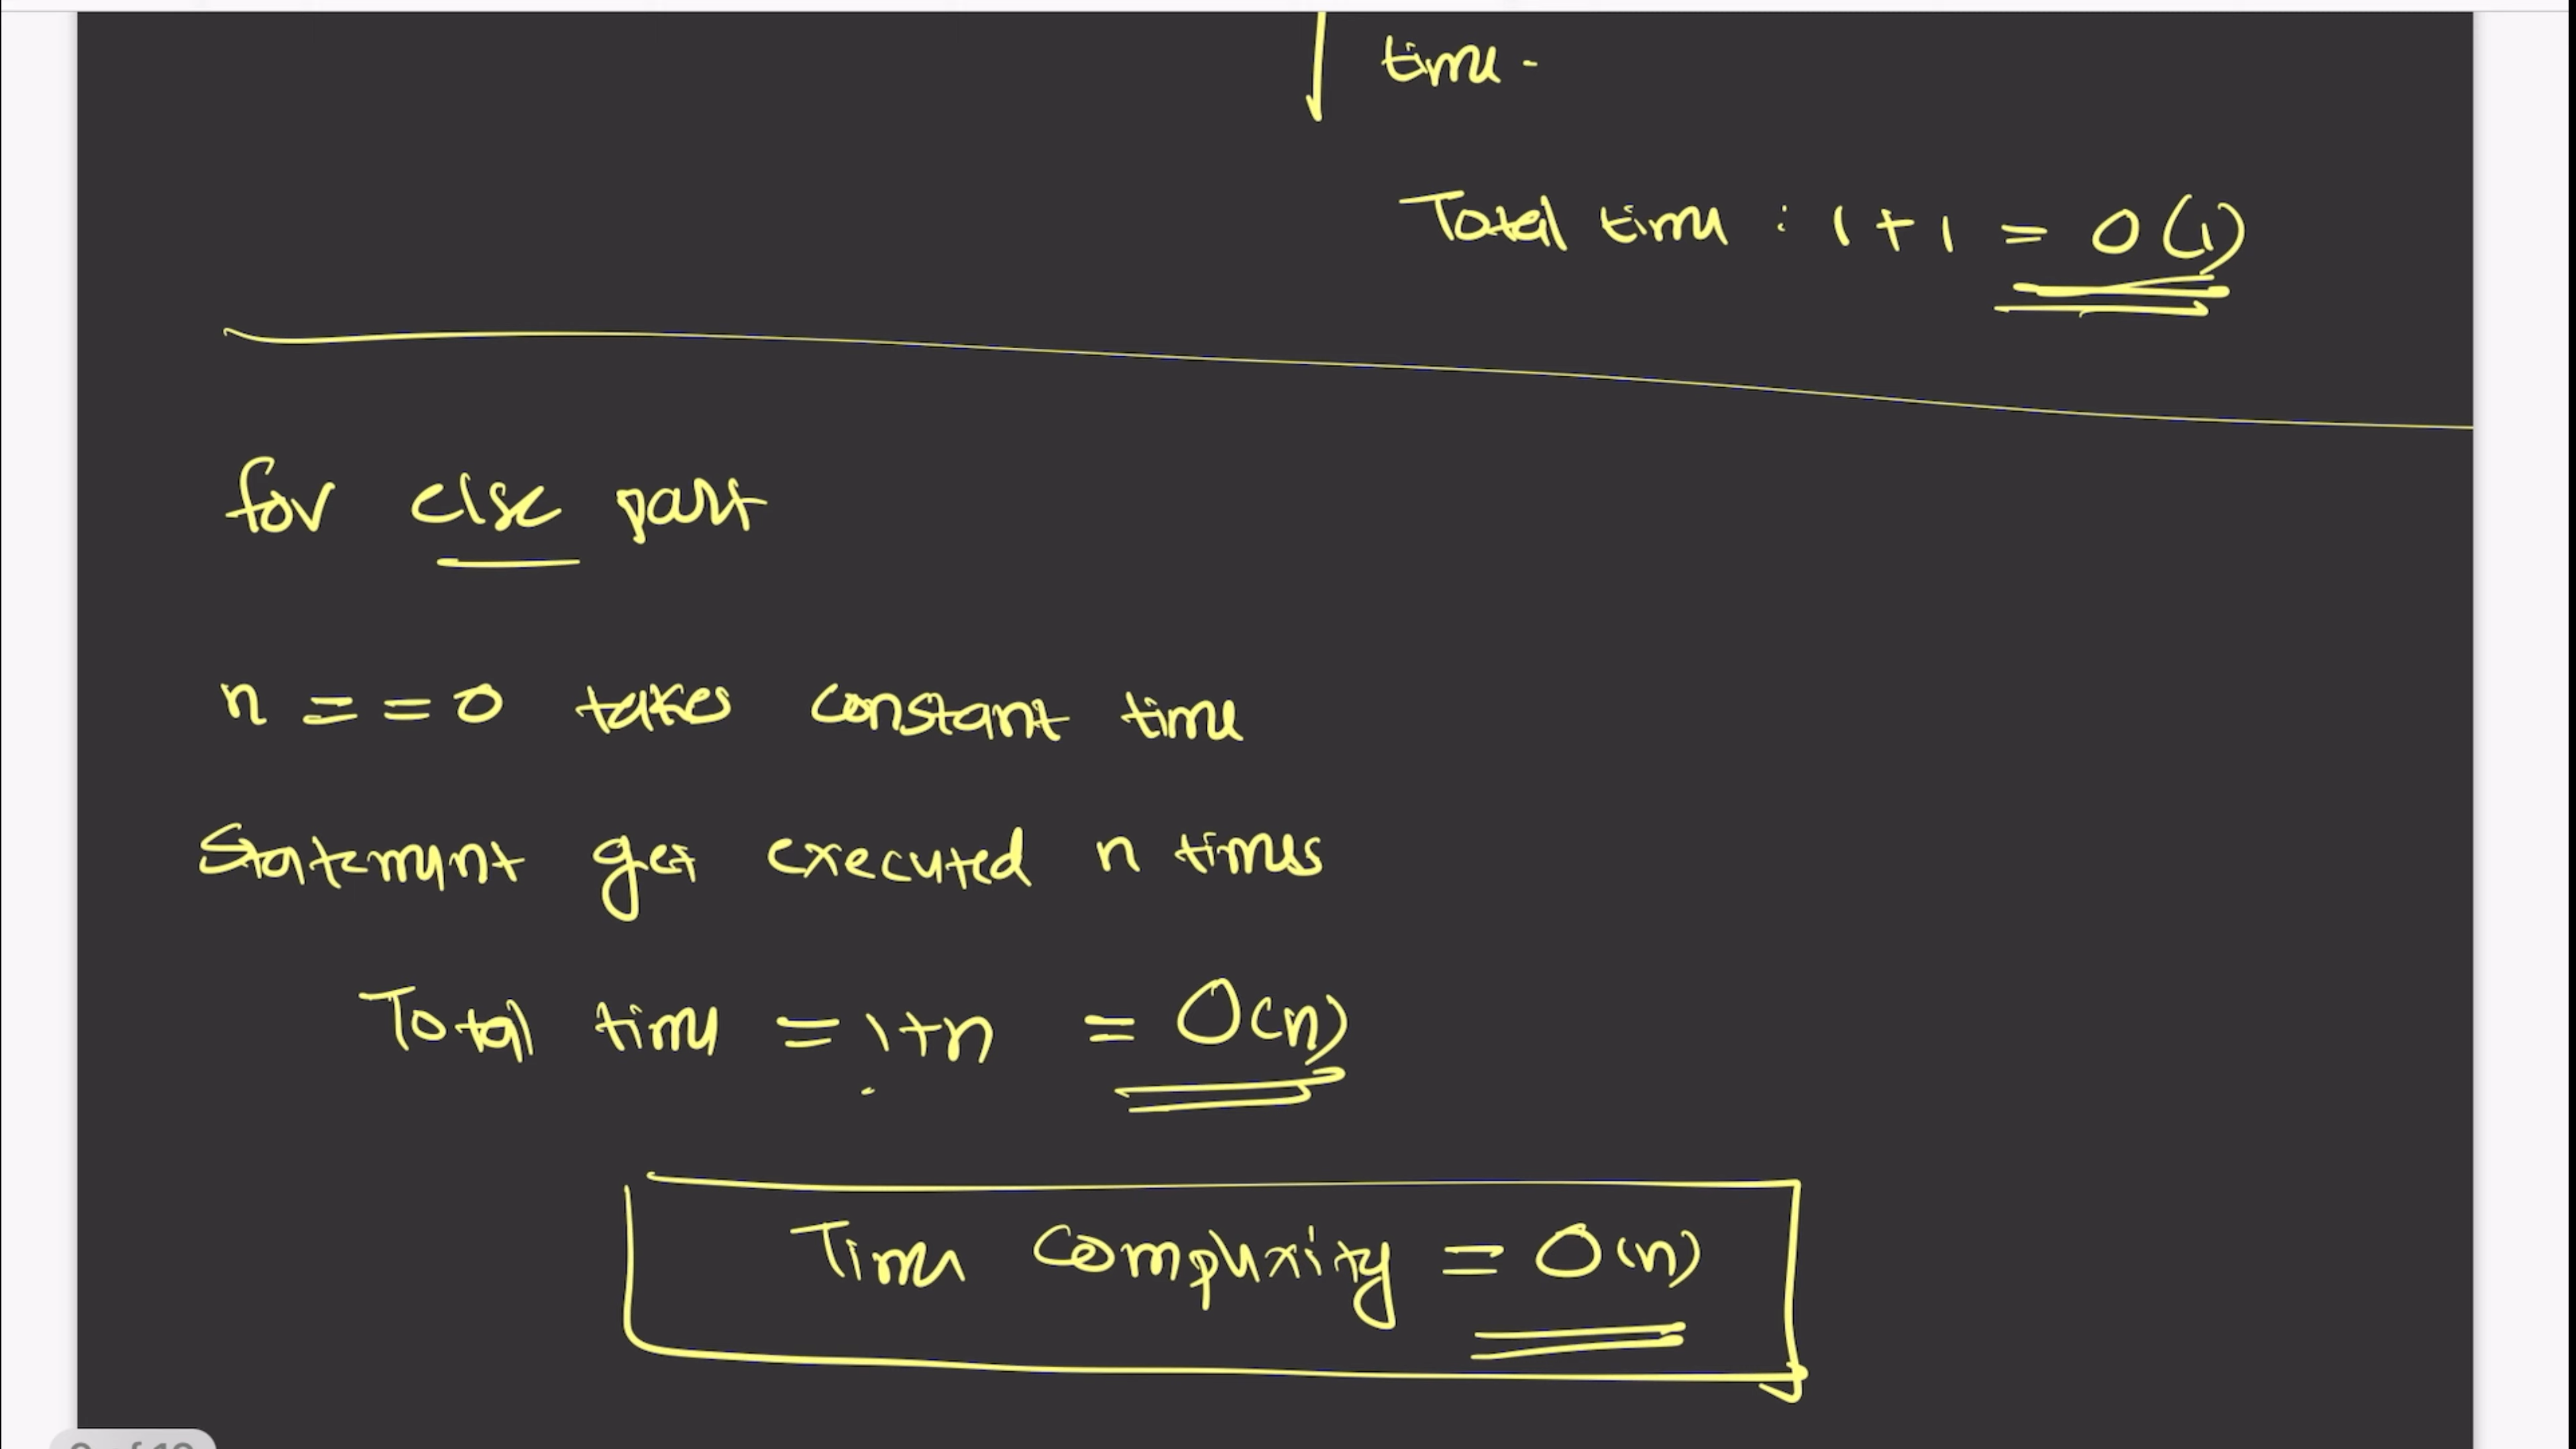 time.
Total time : 1 + 1 = O(1)
for else part
n == 0 takes constant time
Statement get executed n times
Total time = 1+n = O(n)
Time Complexity = O(n)